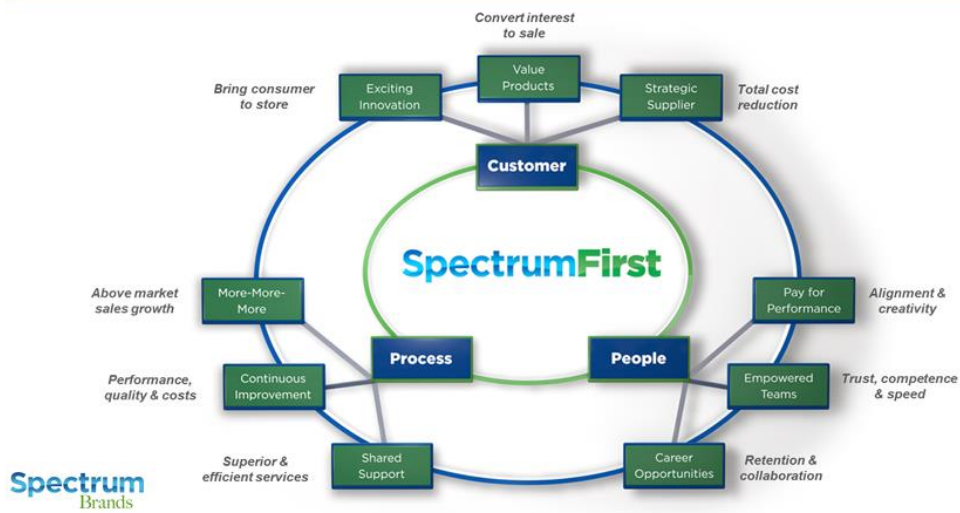 Convert interest
to sale
Bring consumer
to store
Exciting
Innovation
Value
Products
Strategic
Supplier
Total cost
reduction
Customer
SpectrumFirst
Above market
sales growth
More-More-
More
Pay for
Performance
Alignment &
creativity
Process
People
Performance,
quality & costs
Continuous
Improvement
Empowered
Teams
Trust, competence
& speed
Superior &
efficient services
Shared
Support
Career
Opportunities
Retention &
collaboration
Spectrum
Brands